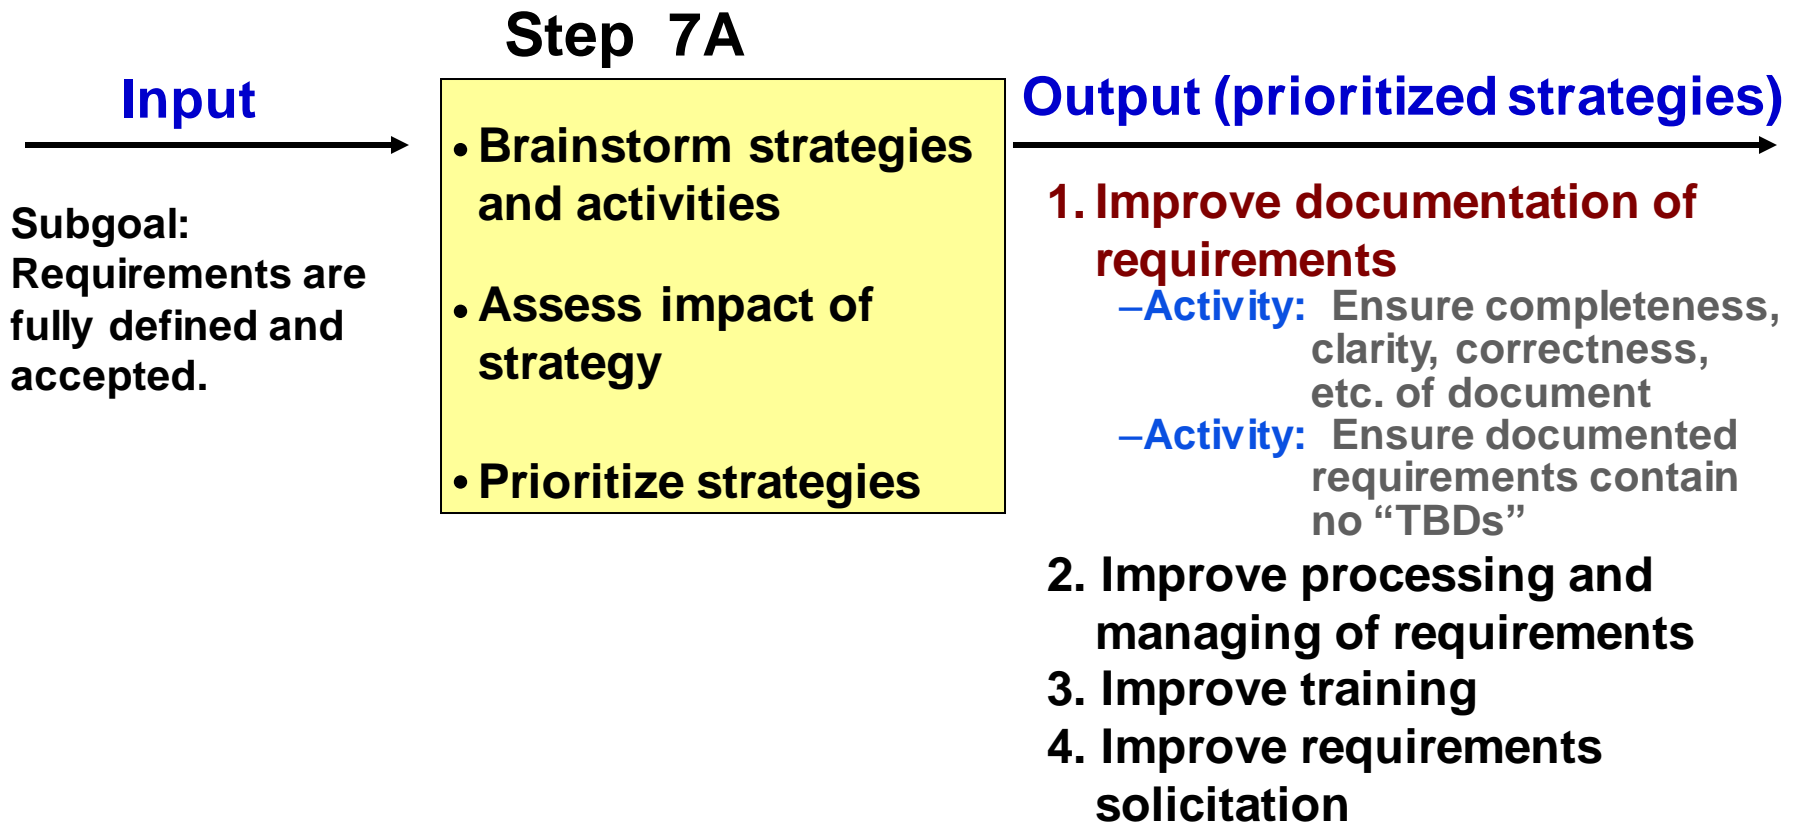 Step 7A
Input
Subgoal:
Requirements are
fully defined and
accepted.
• Brainstorm strategies
and activities
• Assess impact of
strategy
• Prioritize strategies
Output (prioritized strategies)
1. Improve documentation of
requirements
–Activity: Ensure completeness,
clarity, correctness,
etc. of document
–Activity: Ensure documented
requirements contain
no “TBDs”
2. Improve processing and
managing of requirements
3. Improve training
4. Improve requirements
solicitation